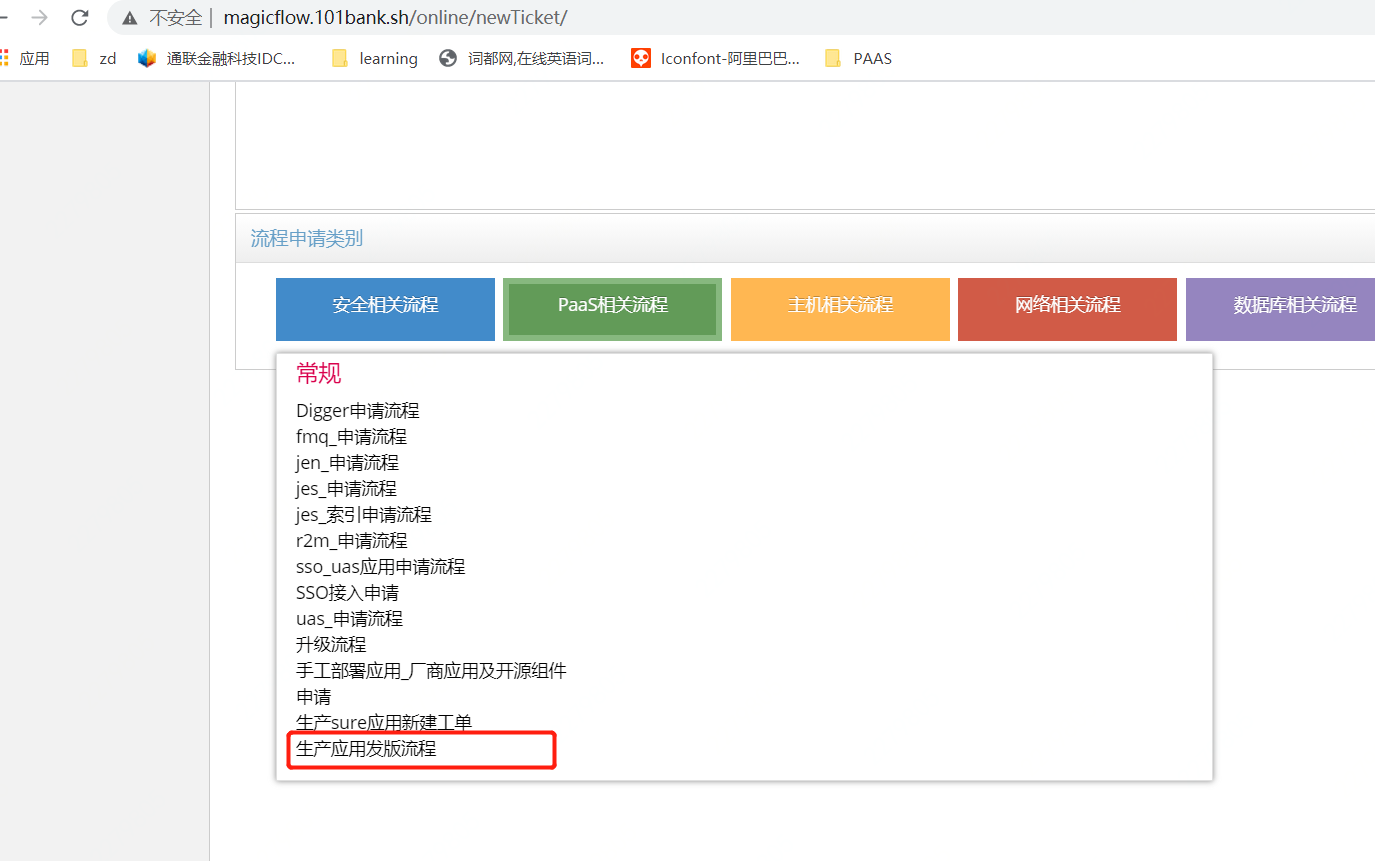 不安全 | magicflow.101bank.sh/online/newTicket/
应用 zd 通联金融科技IDC... learning 词都网,在线英语词... Iconfont-阿里巴巴... PAAS
流程申请类别
安全相关流程 PaaS相关流程 主机相关流程 网络相关流程 数据库相关流程
常规
Digger申请流程
fmq_申请流程
jen_申请流程
jes_申请流程
jes_索引申请流程
r2m_申请流程
sso_uas应用申请流程
SSO接入申请
uas_申请流程
升级流程
手工部署应用_厂商应用及开源组件
申请
生产sure应用新建工单
生产应用发版流程